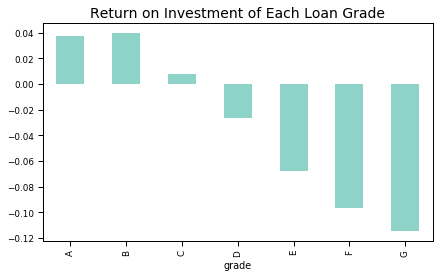 Return on Investment of Each Loan Grade
0.04
0.02
0.00
−0.02
−0.04
−0.06
−0.08
−0.10
−0.12
A
B
C
D
E
F
G
grade